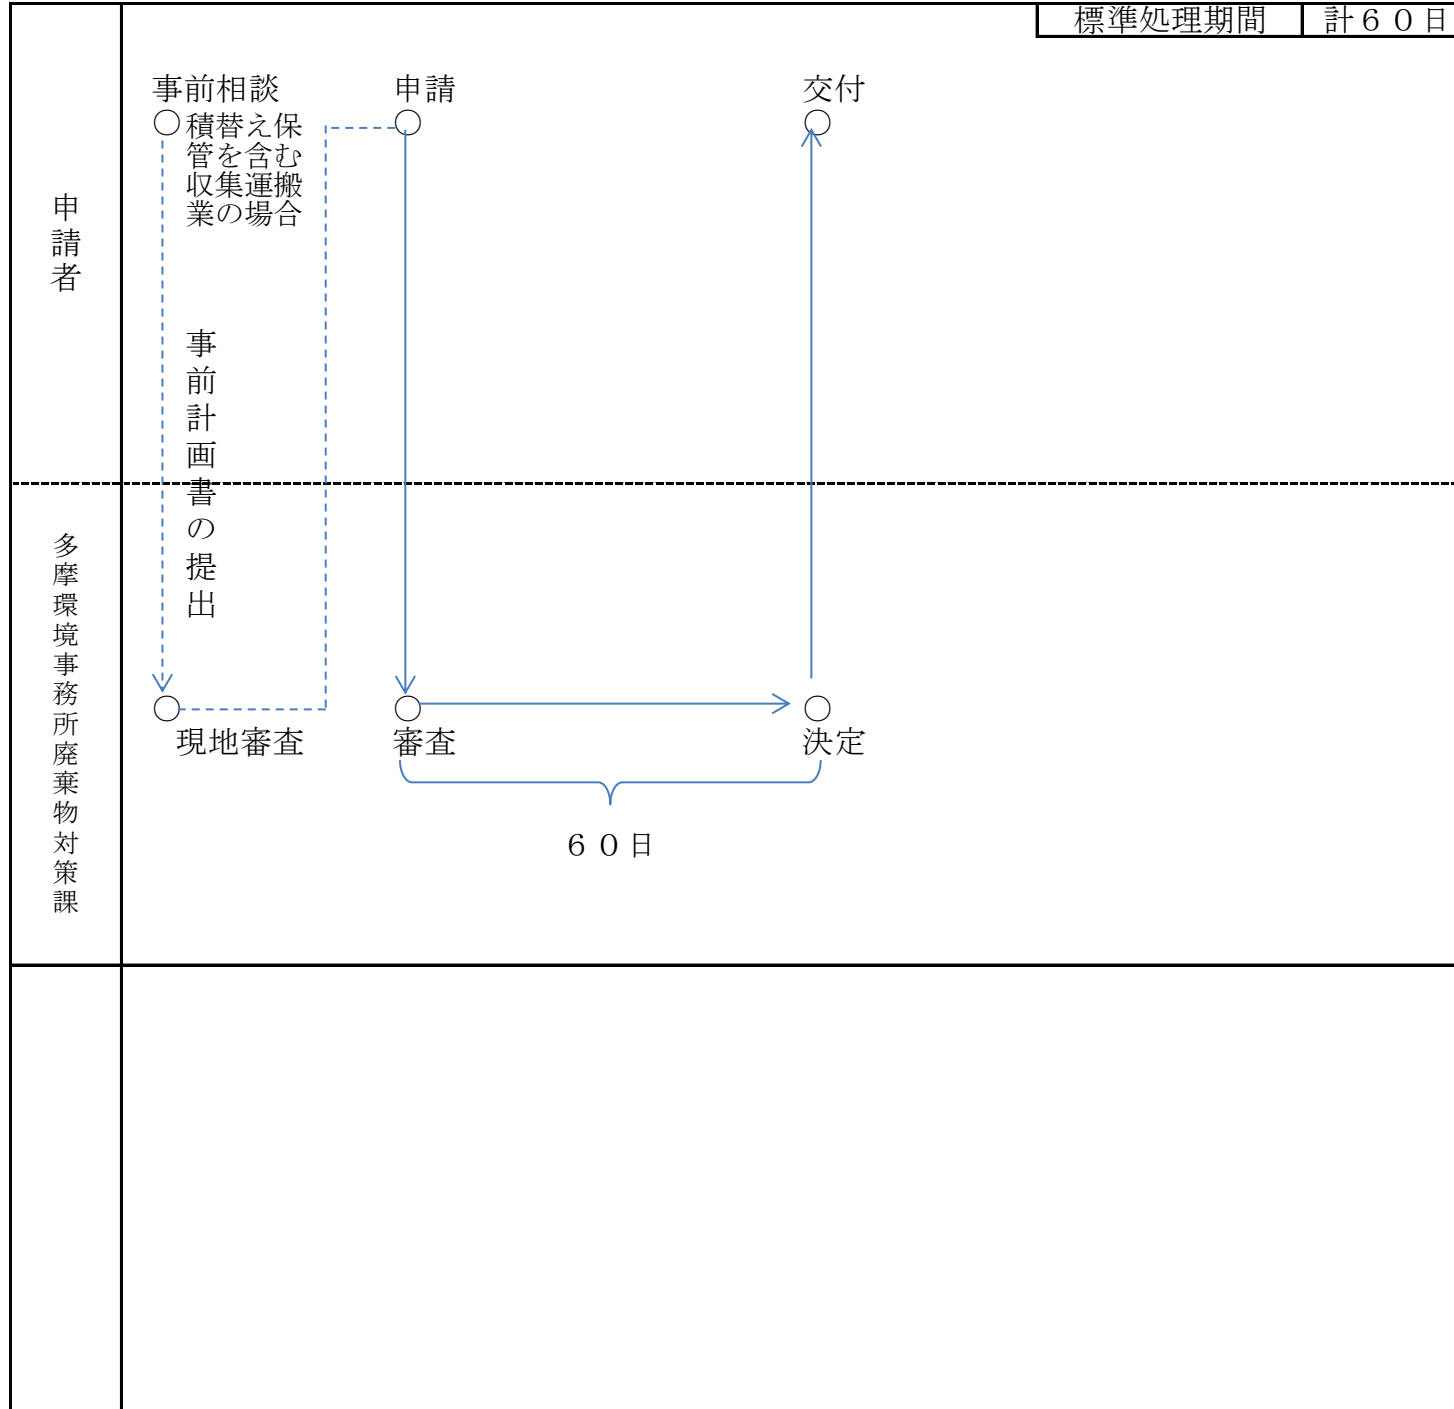 標準処理期間 計６０日
事前相談
申請
交付
○積替え保
管を含む
収集運搬
業の場合
申請者
事前計画書の提出
多摩環境事務所廃棄物対策課
現地審査
審査
決定
６０日